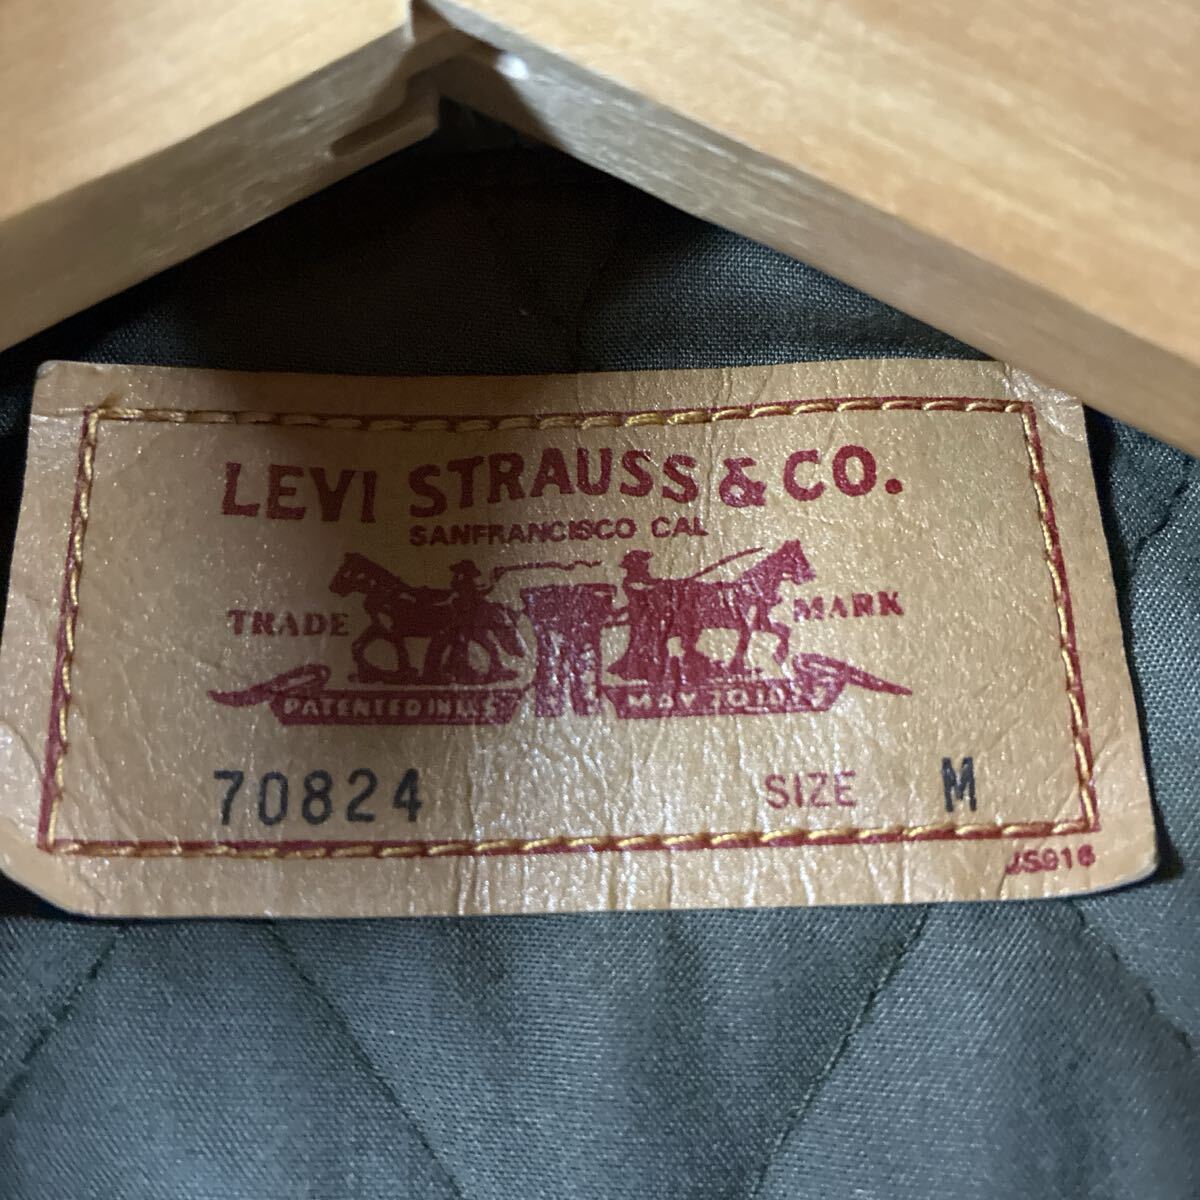 LEVI STRAUSS & CO.
SANFRANCISCO CAL
TRADE MARK
PATENTED IN U.S MAY 20 1873
70824 SIZE M
JS916